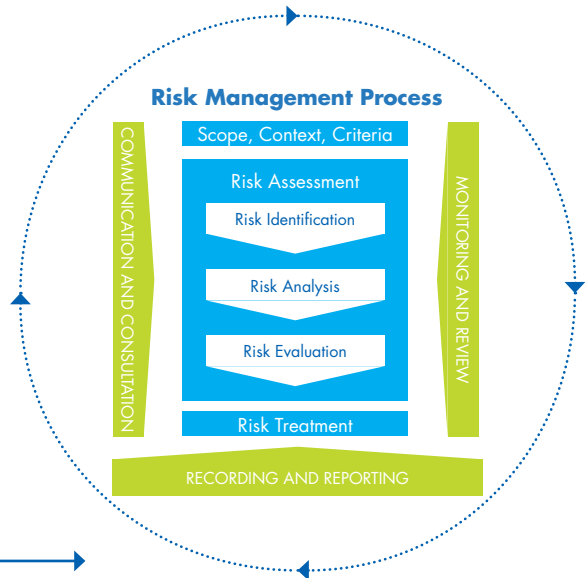 Risk Management Process
Scope, Context, Criteria
COMMUNICATION AND CONSULTATION
Risk Assessment
Risk Identification
Risk Analysis
Risk Evaluation
MONITORING AND REVIEW
Risk Treatment
RECORDING AND REPORTING